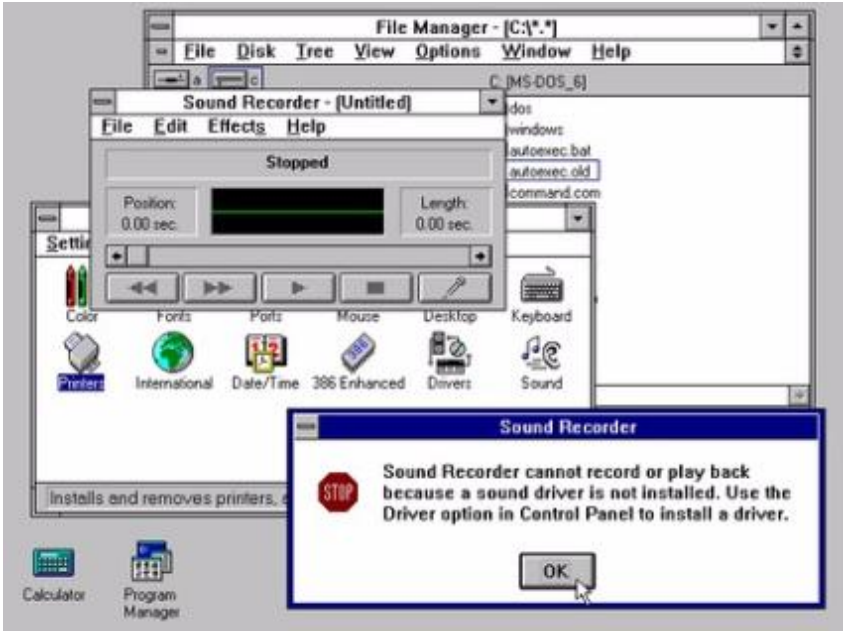 File Manager - [C:\*.*]
File Disk Tree View Options Window Help
a c C: [MS-DOS_6]
Sound Recorder - (Untitled)
File Edit Effects Help
Stopped
Position:
0.00 sec.
Length:
0.00 sec.
dos
windows
autoexec.bat
autoexec.old
command.com
Color Fonts Ports Mouse Desktop Keyboard
Printers International Date/Time 386 Enhanced Drivers Sound
Installs and removes printers,
Sound Recorder
STOP
Sound Recorder cannot record or play back
because a sound driver is not installed. Use the
Driver option in Control Panel to install a driver.
OK
Calculator
Program
Manager